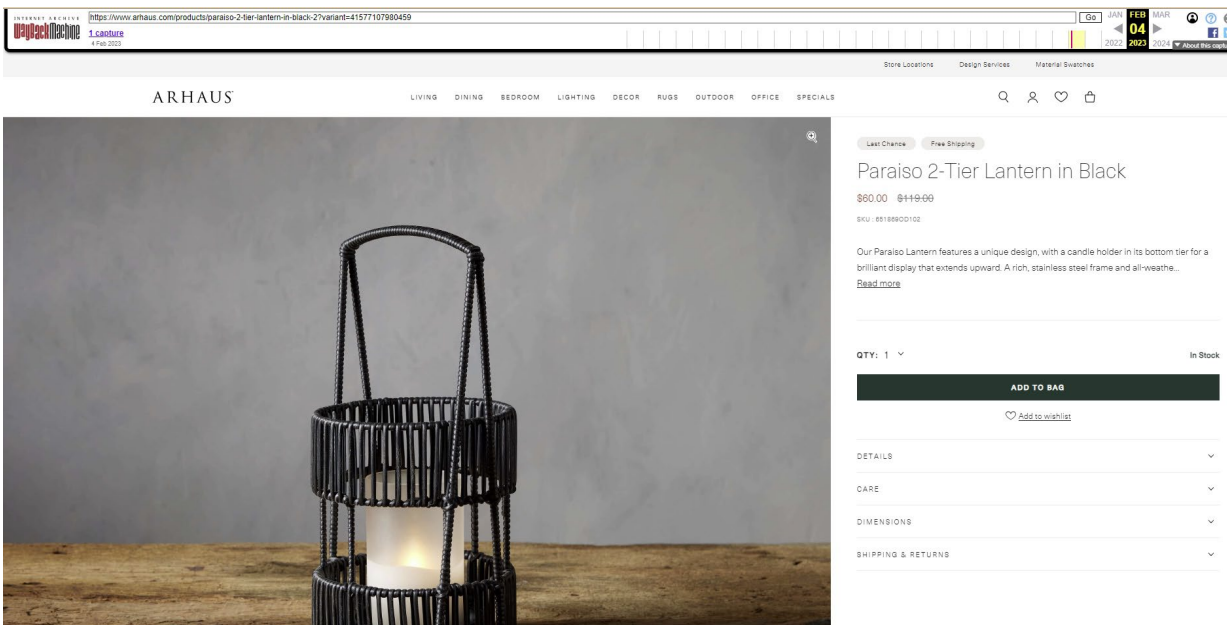 INTERNET ARCHIVE
WayBackMachine
https://www.arhaus.com/products/paraiso-2-tier-lantern-in-black-2?variant=41577107980459
Go
JAN FEB MAR
1 capture
04
4 Feb 2023
2022 2023 2024
About this captu
Store Locations Design Services Material Swatches
ARHAUS
LIVING DINING BEDROOM LIGHTING DECOR RUGS OUTDOOR OFFICE SPECIALS
Last Chance Free Shipping
Paraiso 2-Tier Lantern in Black
$60.00 $119.00
SKU : 651889OD102
Our Paraiso Lantern features a unique design, with a candle holder in its bottom tier for a
brilliant display that extends upward. A rich, stainless steel frame and all-weathe...
Read more
QTY: 1 In Stock
ADD TO BAG
Add to wishlist
DETAILS
CARE
DIMENSIONS
SHIPPING & RETURNS